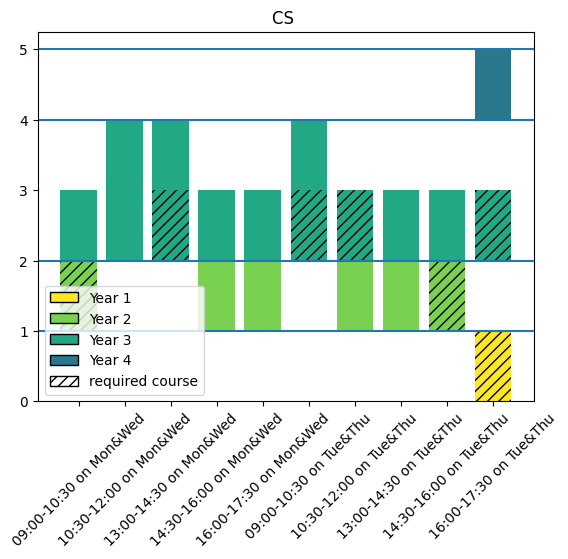 CS
5
4
3
2
1
0
Year 1
Year 2
Year 3
Year 4
required course
09:00-10:30 on Mon&Wed
10:30-12:00 on Mon&Wed
13:00-14:30 on Mon&Wed
14:30-16:00 on Mon&Wed
16:00-17:30 on Mon&Wed
09:00-10:30 on Tue&Thu
10:30-12:00 on Tue&Thu
13:00-14:30 on Tue&Thu
14:30-16:00 on Tue&Thu
16:00-17:30 on Tue&Thu